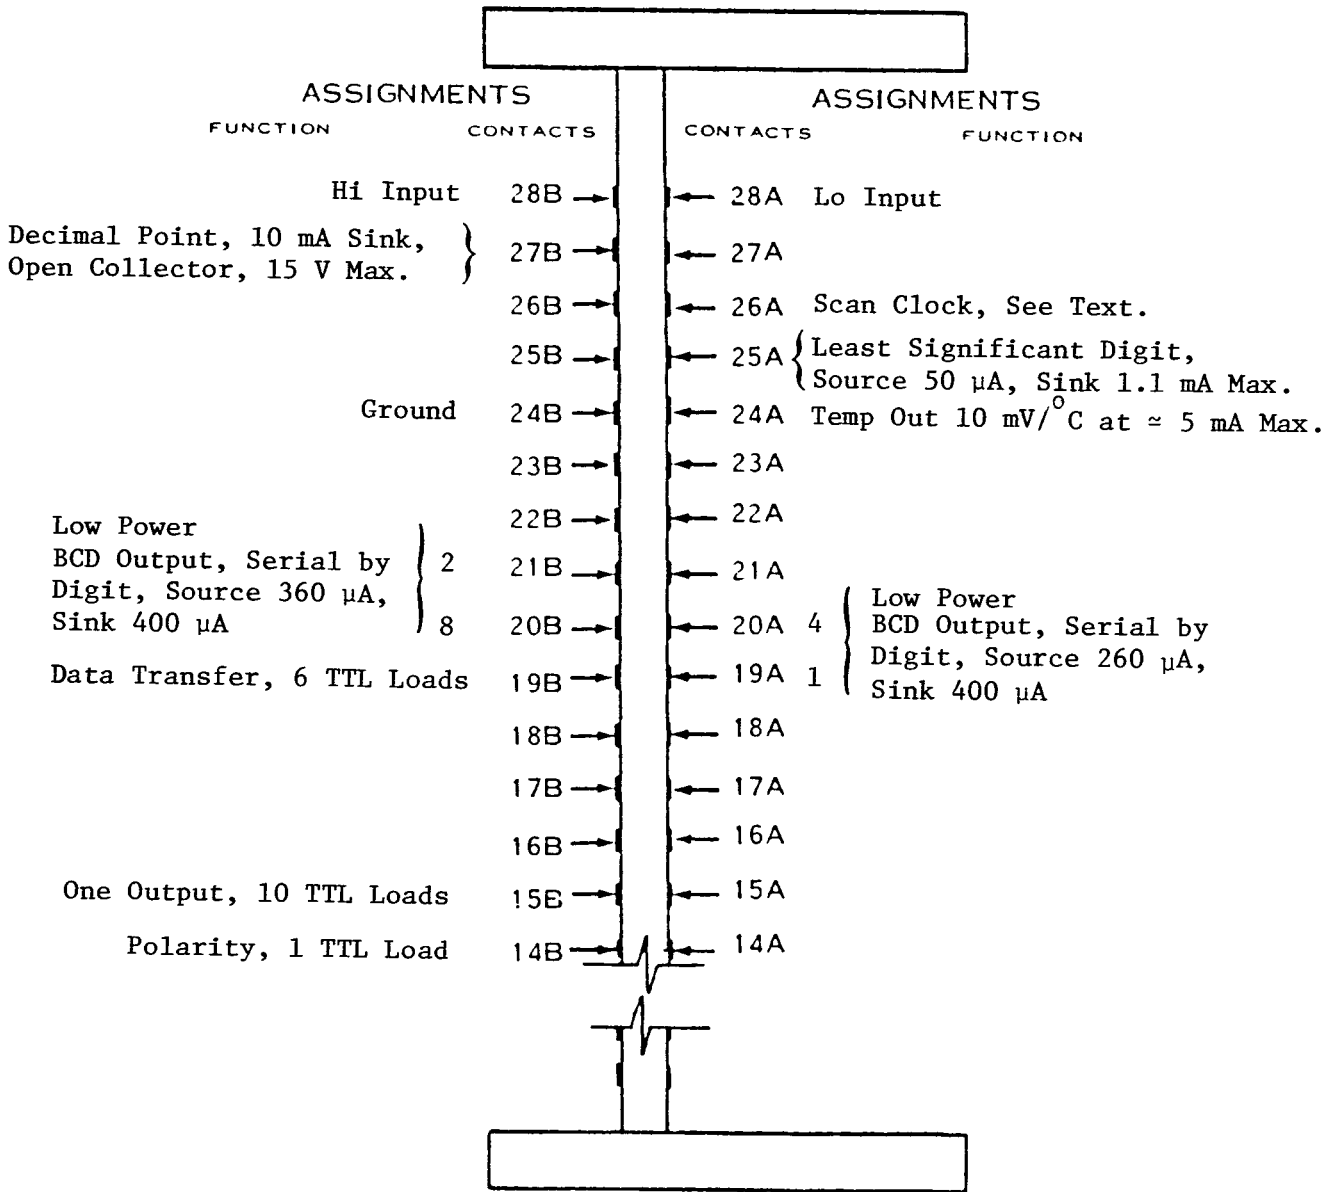 ASSIGNMENTS
FUNCTION CONTACTS
ASSIGNMENTS
CONTACTS FUNCTION
Hi Input 28B 28A Lo Input
Decimal Point, 10 mA Sink,
Open Collector, 15 V Max.
27B 27A
26B 26A Scan Clock, See Text.
25B 25A Least Significant Digit,
Source 50 µA, Sink 1.1 mA Max.
Ground 24B 24A Temp Out 10 mV/°C at ≃ 5 mA Max.
23B 23A
22B 22A
Low Power
BCD Output, Serial by
Digit, Source 360 µA,
Sink 400 µA
2 21B 21A
8 20B 20A 4
Low Power
BCD Output, Serial by
Digit, Source 260 µA,
Sink 400 µA
Data Transfer, 6 TTL Loads 19B 19A 1
18B 18A
17B 17A
16B 16A
One Output, 10 TTL Loads 15B 15A
Polarity, 1 TTL Load 14B 14A